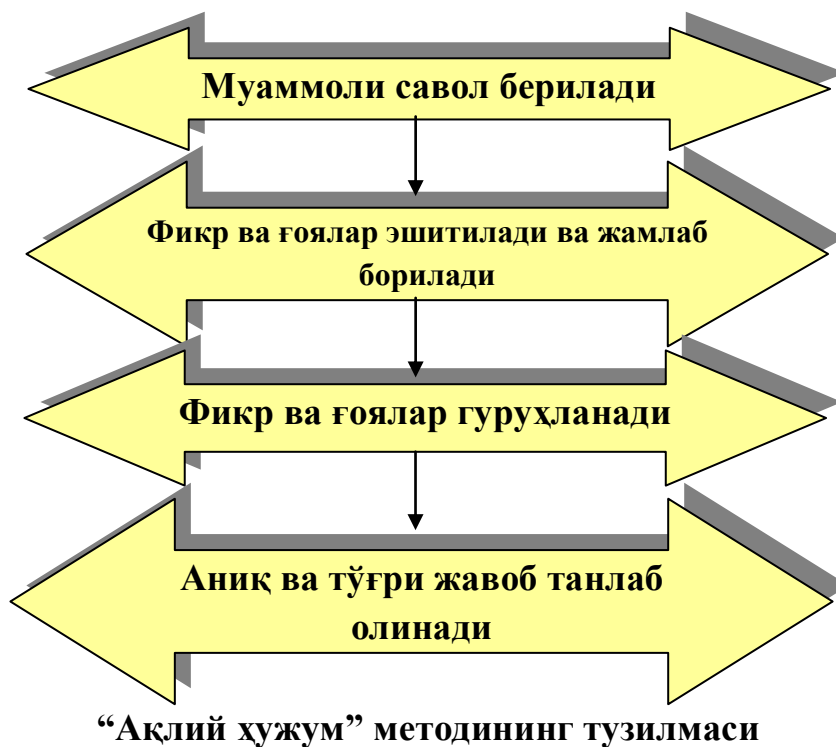 Муаммоли савол берилади
Фикр ва ғоялар эшитилади ва жамлаб
борилади
Фикр ва ғоялар гуруҳланади
Аниқ ва тўғри жавоб танлаб
олинади
“Ақлий ҳужум” методининг тузилмаси